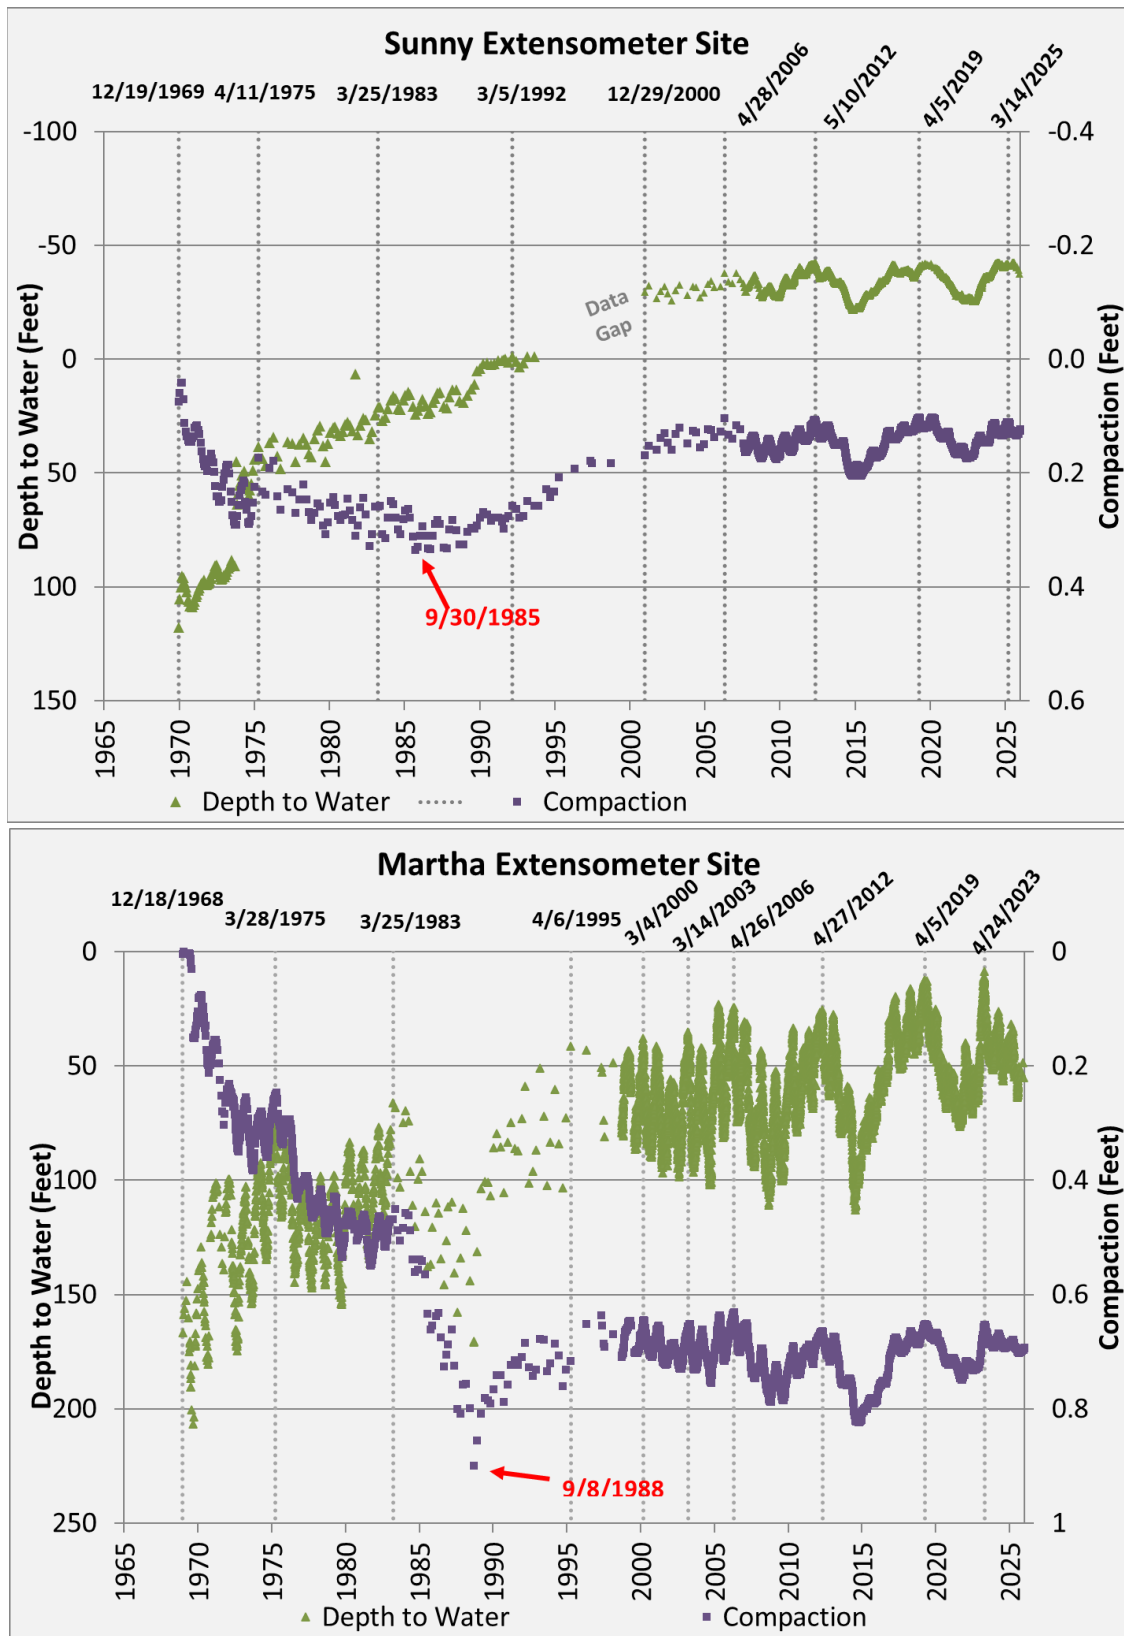 Sunny Extensometer Site
12/19/1969 4/11/1975 3/25/1983 3/5/1992 12/29/2000 4/28/2006 5/10/2012 4/5/2019 3/14/2025
Depth to Water (Feet)
-100
-50
0
50
100
150
Compaction (Feet)
-0.4
-0.2
0.0
0.2
0.4
0.6
Data
Gap
9/30/1985
1965 1970 1975 1980 1985 1990 1995 2000 2005 2010 2015 2020 2025
Depth to Water Compaction
Martha Extensometer Site
12/18/1968 3/28/1975 3/25/1983 4/6/1995 3/4/2000 3/14/2003 4/26/2006 4/27/2012 4/5/2019 4/24/2023
Depth to Water (Feet)
0
50
100
150
200
250
Compaction (Feet)
0
0.2
0.4
0.6
0.8
1
9/8/1988
1965 1970 1975 1980 1985 1990 1995 2000 2005 2010 2015 2020 2025
Depth to Water Compaction